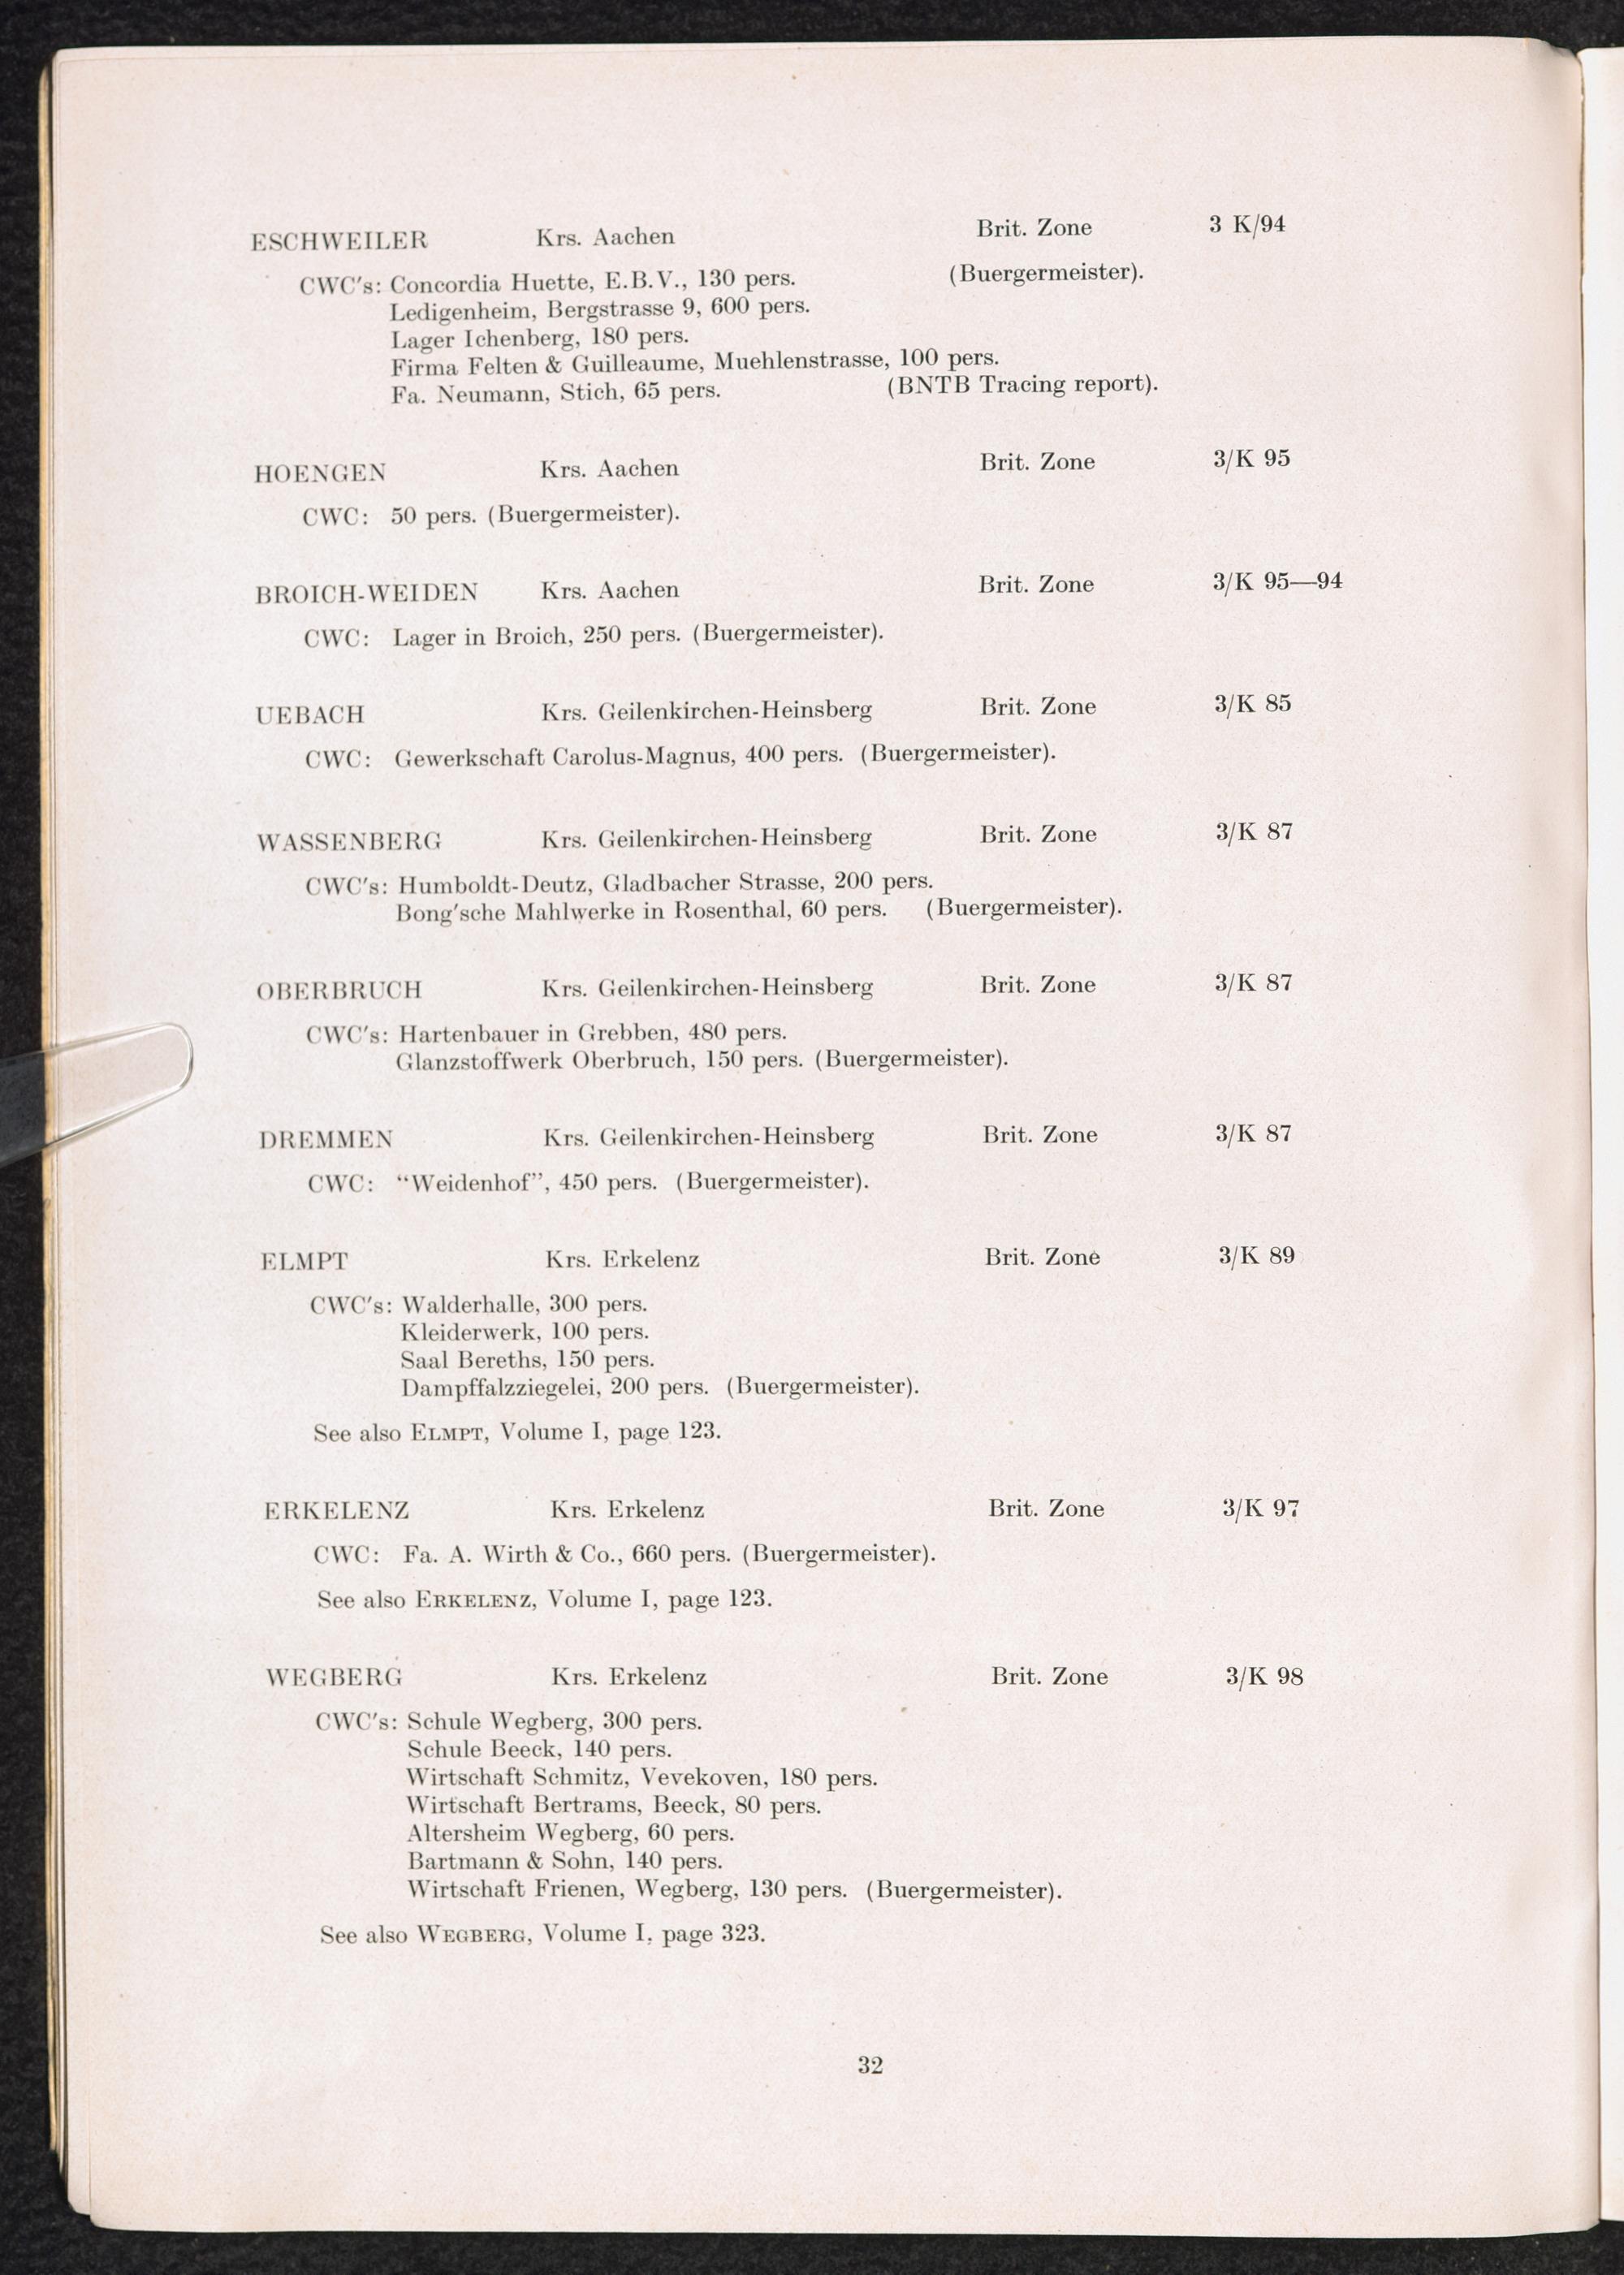 ESCHWEILER Krs. Aachen Brit. Zone 3 K/94
CWC's: Concordia Huette, E.B.V., 130 pers. (Buergermeister).
Ledigenheim, Bergstrasse 9, 600 pers.
Lager Ichenberg, 180 pers.
Firma Felten & Guilleaume, Muehlenstrasse, 100 pers.
Fa. Neumann, Stich, 65 pers. (BNTB Tracing report).
HOENGEN Krs. Aachen Brit. Zone 3/K 95
CWC: 50 pers. (Buergermeister).
BROICH-WEIDEN Krs. Aachen Brit. Zone 3/K 95—94
CWC: Lager in Broich, 250 pers. (Buergermeister).
UEBACH Krs. Geilenkirchen-Heinsberg Brit. Zone 3/K 85
CWC: Gewerkschaft Carolus-Magnus, 400 pers. (Buergermeister).
WASSENBERG Krs. Geilenkirchen-Heinsberg Brit. Zone 3/K 87
CWC's: Humboldt-Deutz, Gladbacher Strasse, 200 pers.
Bong'sche Mahlwerke in Rosenthal, 60 pers. (Buergermeister).
OBERBRUCH Krs. Geilenkirchen-Heinsberg Brit. Zone 3/K 87
CWC's: Hartenbauer in Grebben, 480 pers.
Glanzstoffwerk Oberbruch, 150 pers. (Buergermeister).
DREMMEN Krs. Geilenkirchen-Heinsberg Brit. Zone 3/K 87
CWC: “Weidenhof”, 450 pers. (Buergermeister).
ELMPT Krs. Erkelenz Brit. Zone 3/K 89
CWC's: Walderhalle, 300 pers.
Kleiderwerk, 100 pers.
Saal Bereths, 150 pers.
Dampffalzziegelei, 200 pers. (Buergermeister).
See also ELMPT, Volume I, page 123.
ERKELENZ Krs. Erkelenz Brit. Zone 3/K 97
CWC: Fa. A. Wirth & Co., 660 pers. (Buergermeister).
See also ERKELENZ, Volume I, page 123.
WEGBERG Krs. Erkelenz Brit. Zone 3/K 98
CWC's: Schule Wegberg, 300 pers.
Schule Beeck, 140 pers.
Wirtschaft Schmitz, Vevekoven, 180 pers.
Wirtschaft Bertrams, Beeck, 80 pers.
Altersheim Wegberg, 60 pers.
Bartmann & Sohn, 140 pers.
Wirtschaft Frienen, Wegberg, 130 pers. (Buergermeister).
See also WEGBERG, Volume I, page 323.
32